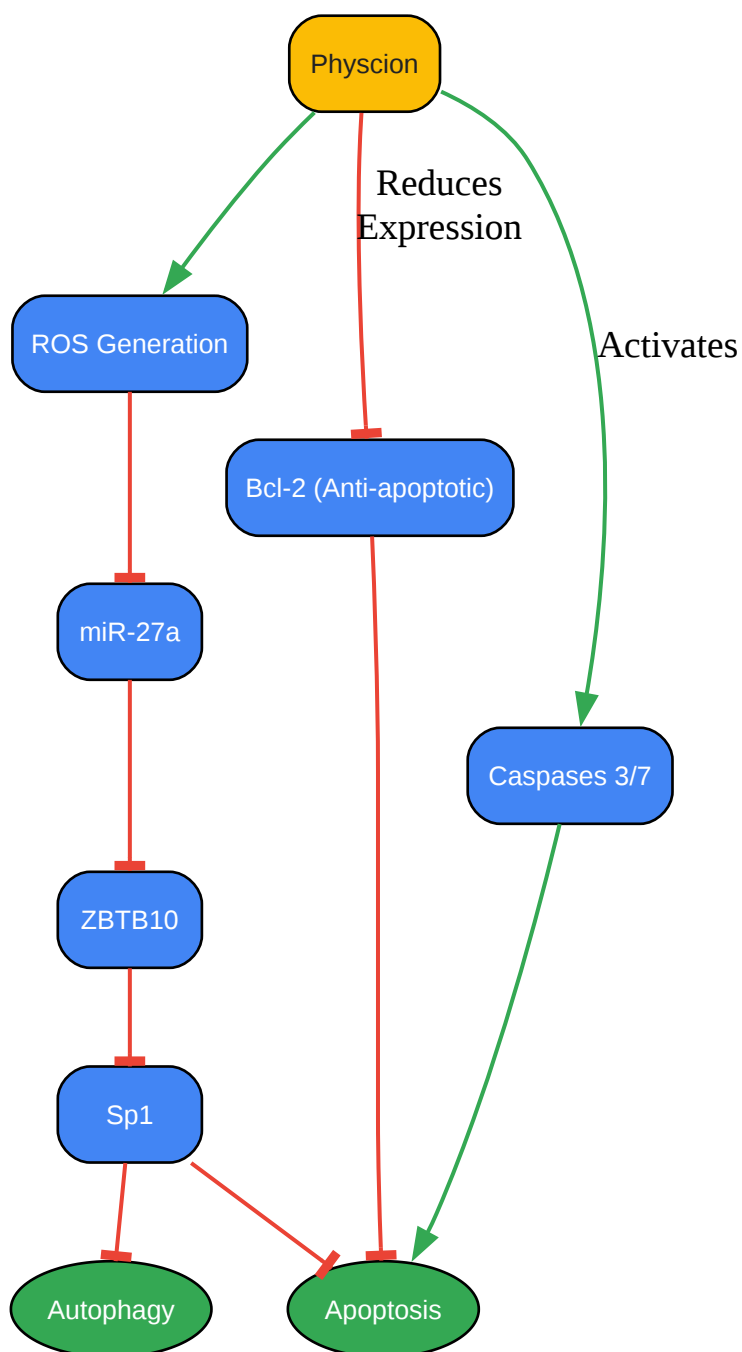 Physcion
Reduces
Expression
ROS Generation
Activates
Bcl-2 (Anti-apoptotic)
miR-27a
Caspases 3/7
ZBTB10
Sp1
Autophagy
Apoptosis